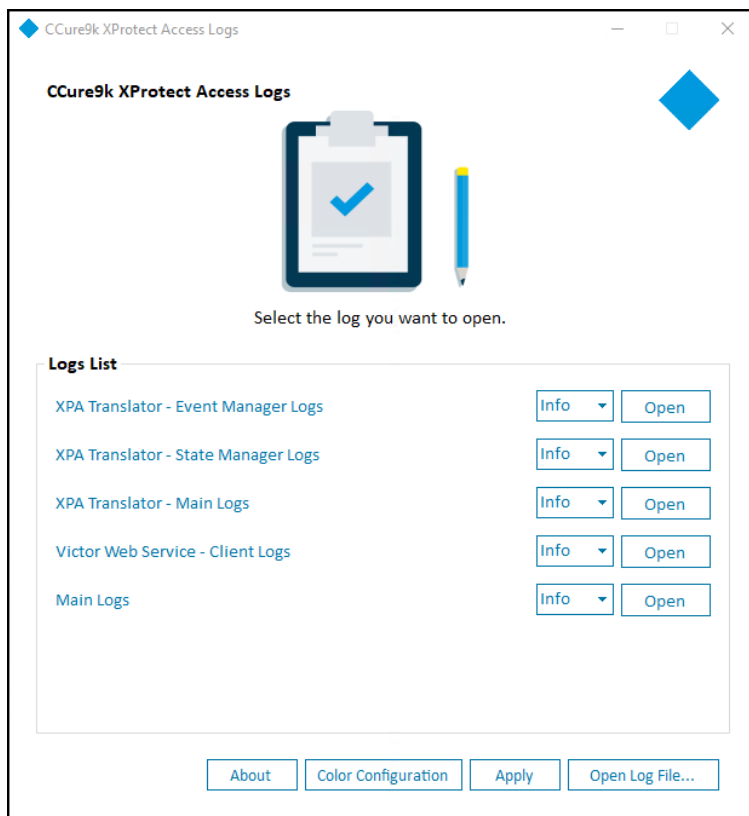 CCure9k XProtect Access Logs
CCure9k XProtect Access Logs
Select the log you want to open.
Logs List
XPA Translator - Event Manager Logs Info Open
XPA Translator - State Manager Logs Info Open
XPA Translator - Main Logs Info Open
Victor Web Service - Client Logs Info Open
Main Logs Info Open
About Color Configuration Apply Open Log File...